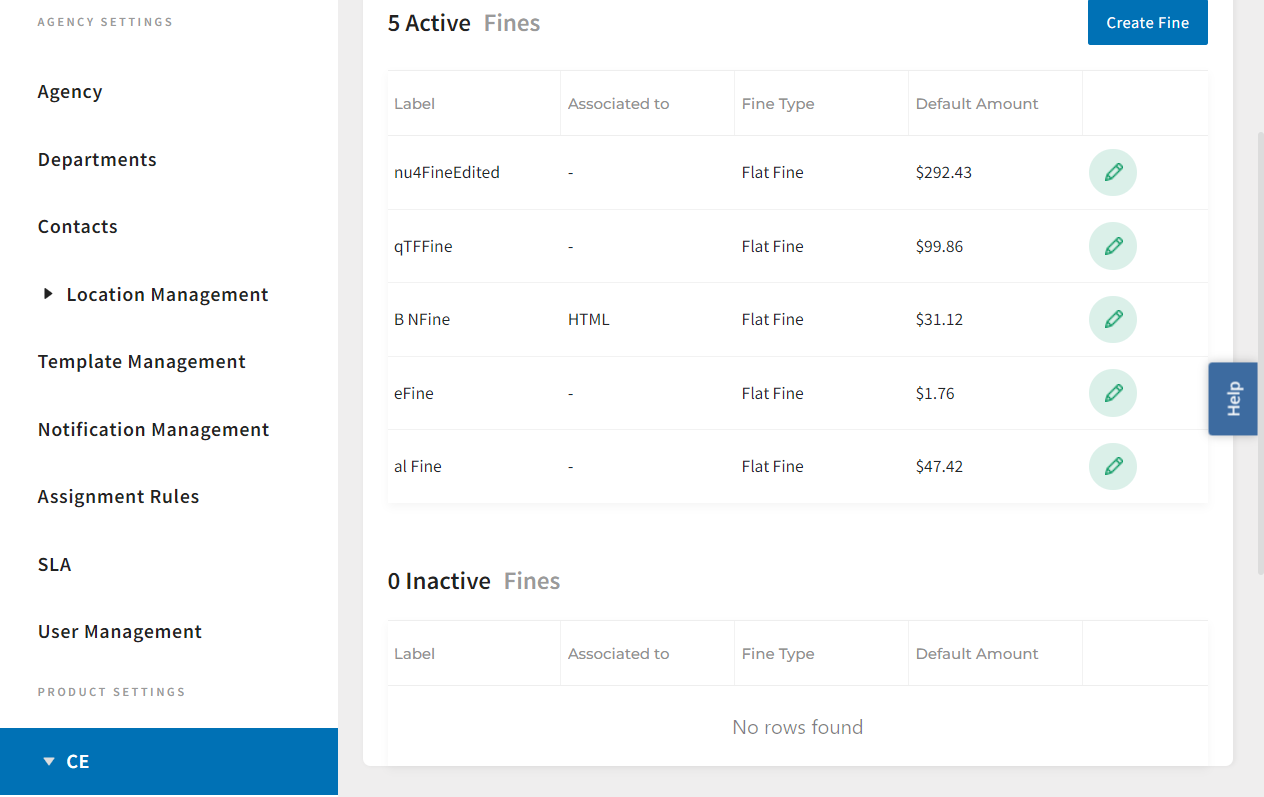 AGENCY SETTINGS
Agency
Departments
Contacts
Location Management
Template Management
Notification Management
Assignment Rules
SLA
User Management
PRODUCT SETTINGS
CE
5 Active Fines
Create Fine
Label Associated to Fine Type Default Amount
nu4FineEdited - Flat Fine $292.43
qTFFine - Flat Fine $99.86
B NFine HTML Flat Fine $31.12
eFine - Flat Fine $1.76
al Fine - Flat Fine $47.42
0 Inactive Fines
Label Associated to Fine Type Default Amount
No rows found
Help